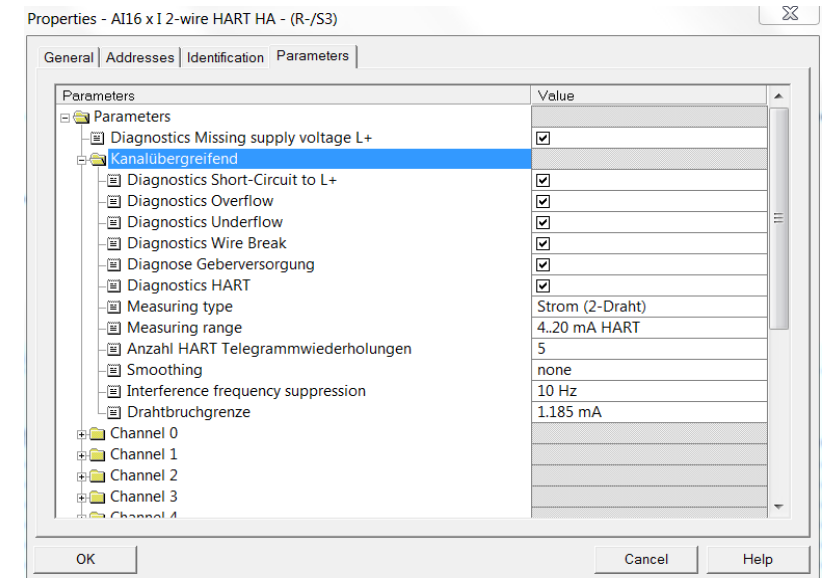 Properties - AI16 x I 2-wire HART HA - (R-/S3)
General Addresses Identification Parameters
Parameters Value
Parameters
Diagnostics Missing supply voltage L+
Kanalübergreifend
Diagnostics Short-Circuit to L+
Diagnostics Overflow
Diagnostics Underflow
Diagnostics Wire Break
Diagnose Geberversorgung
Diagnostics HART
Measuring type Strom (2-Draht)
Measuring range 4..20 mA HART
Anzahl HART Telegrammwiederholungen 5
Smoothing none
Interference frequency suppression 10 Hz
Drahtbruchgrenze 1.185 mA
Channel 0
Channel 1
Channel 2
Channel 3
Channel 4
OK Cancel Help